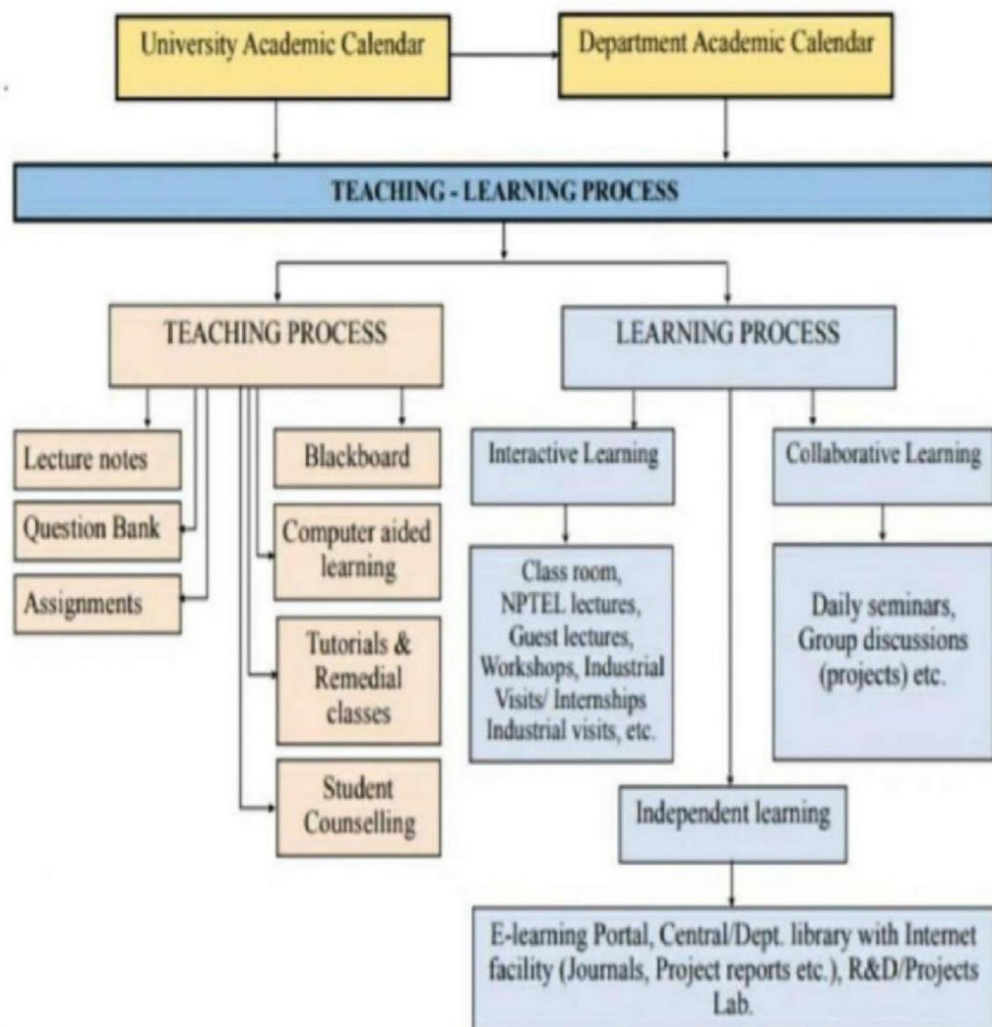 University Academic Calendar
Department Academic Calendar
TEACHING - LEARNING PROCESS
TEACHING PROCESS
LEARNING PROCESS
Lecture notes
Question Bank
Assignments
Blackboard
Computer aided
learning
Tutorials &
Remedial
classes
Student
Counselling
Interactive Learning
Class room,
NPTEL lectures,
Guest lectures,
Workshops, Industrial
Visits/ Internships
Industrial visits, etc.
Collaborative Learning
Daily seminars,
Group discussions
(projects) etc.
Independent learning
E-learning Portal, Central/Dept. library with Internet
facility (Journals, Project reports etc.), R&D/Projects
Lab.